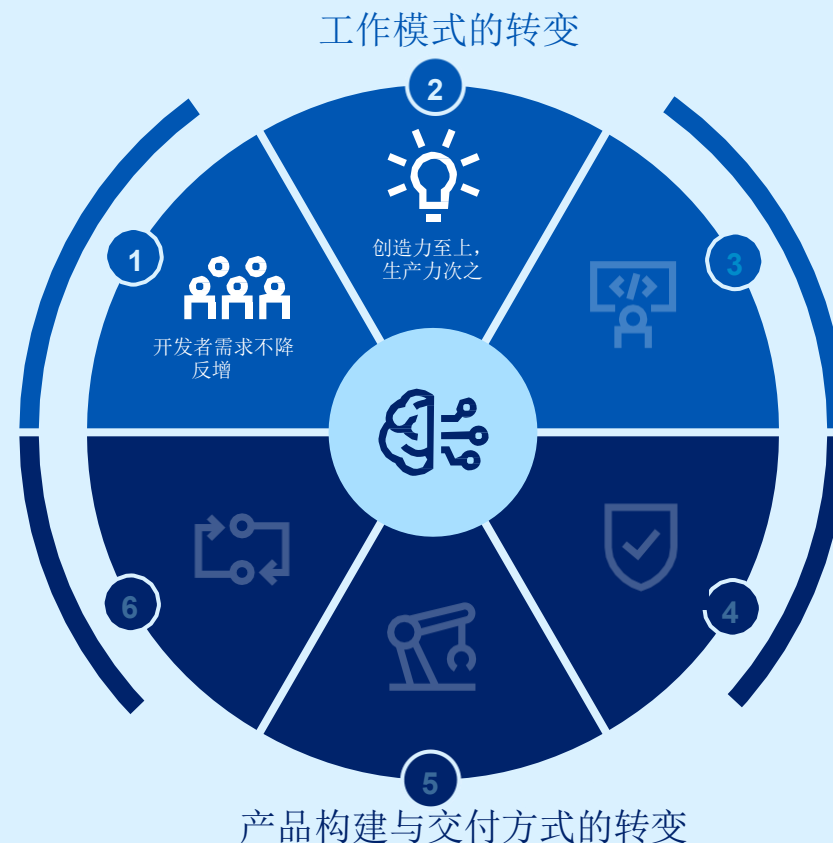 工作模式的转变
2
创造力至上，
生产力次之
1
3
开发者需求不降
反增
6
4
5
产品构建与交付方式的转变